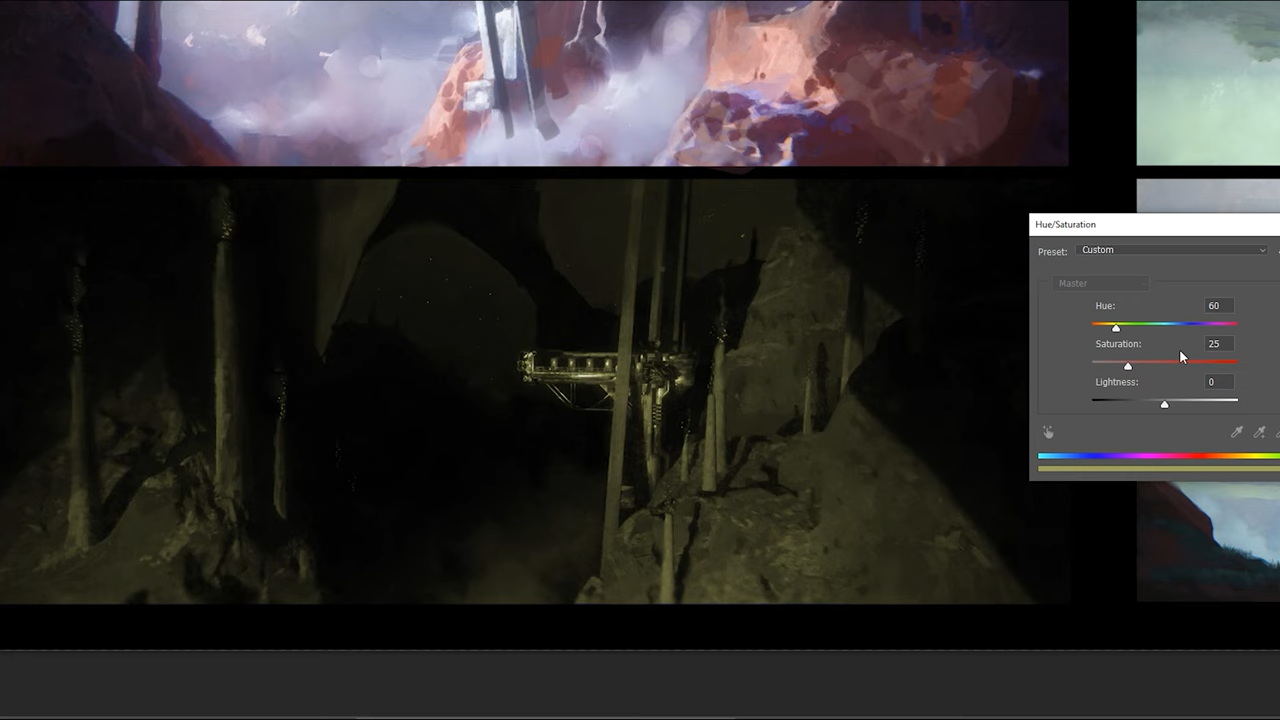 Hue/Saturation
Preset: Custom
Master
Hue: 60
Saturation: 25
Lightness: 0